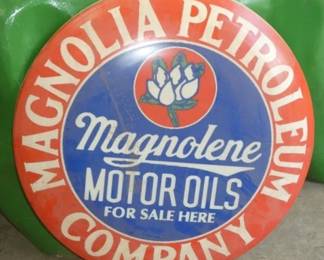 MAGNOLIA PETROLEUM
Magnolene
MOTOR OILS
FOR SALE HERE
COMPANY